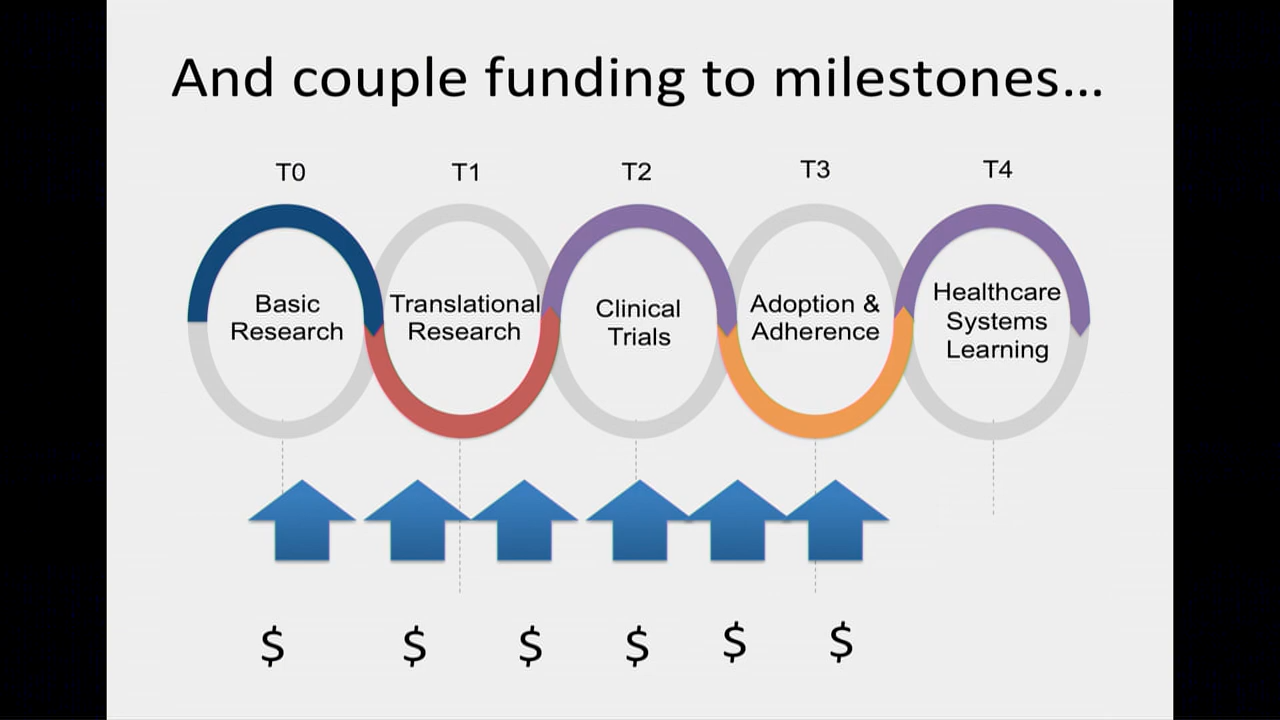 And couple funding to milestones…
T0
T1
T2
T3
T4
Basic
Research
Translational
Research
Clinical
Trials
Adoption &
Adherence
Healthcare
Systems
Learning
$
$
$
$
$
$